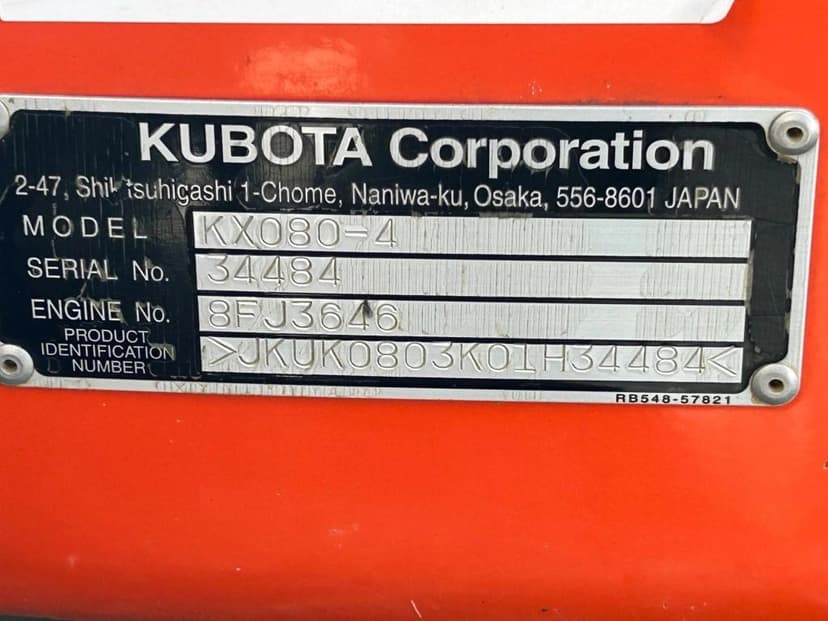 KUBOTA Corporation
2-47, tsuhigashi 1-Chome, Naniwa-ku, Osaka, 556-8601 JAPAN
MODEL KX080-4
SERIAL No. 34484
ENGINE No. 8FJ3646
PRODUCT
IDENTIFICATION
NUMBER >JKUK0803K01H34484<
RB548-57821